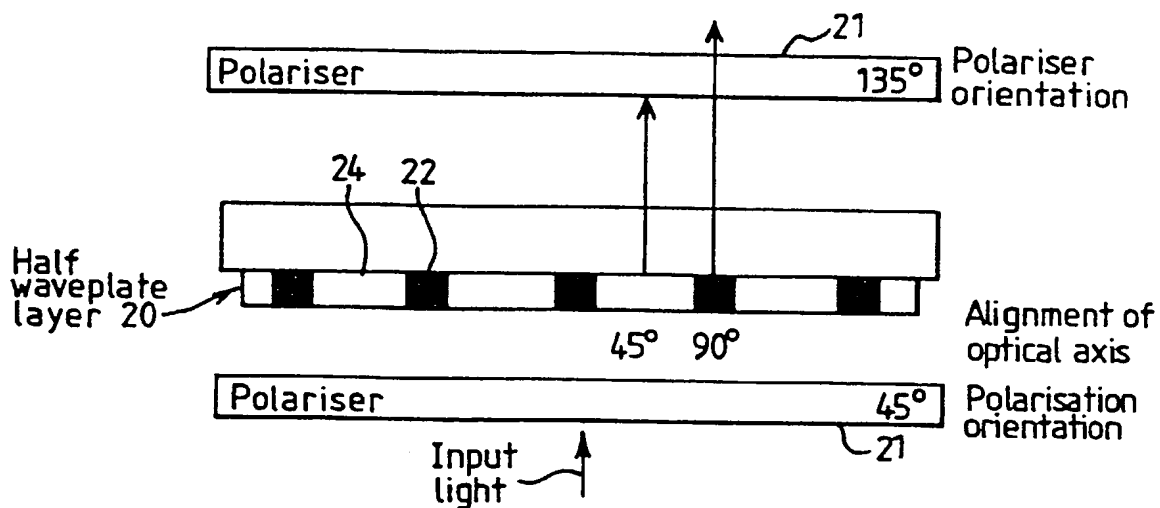 21
Polariser 135°
Polariser
orientation
24 22
Half
waveplate
layer 20
45° 90°
Alignment of
optical axis
Polariser 45°
Polarisation
orientation
21
Input
light